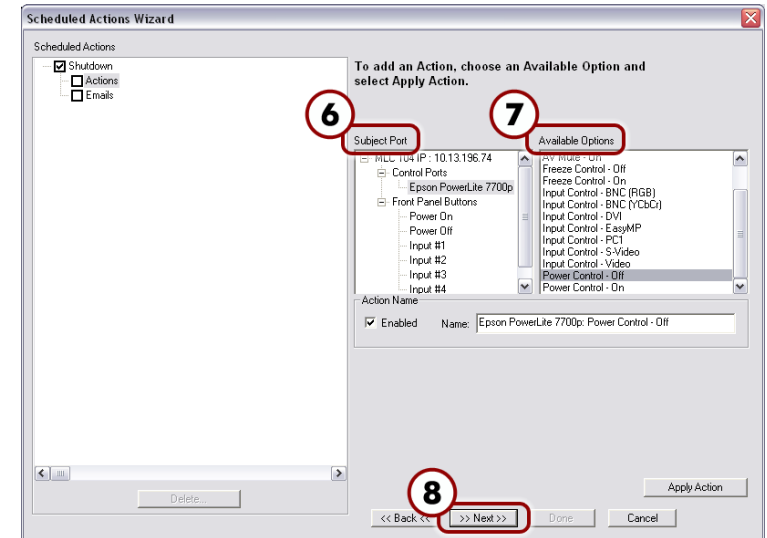 Scheduled Actions Wizard
Scheduled Actions
Shutdown
Actions
Emails
Delete...
To add an Action, choose an Available Option and
select Apply Action.
6
Subject Port
MLC 104 IP : 10.13.196.74
Control Ports
Epson PowerLite 7700p
Front Panel Buttons
Power On
Power Off
Input #1
Input #2
Input #3
Input #4
7
Available Options
AV Mute - On
Freeze Control - Off
Freeze Control - On
Input Control - BNC (RGB)
Input Control - BNC (YCbCr)
Input Control - DVI
Input Control - EasyMP
Input Control - PC1
Input Control - S-Video
Input Control - Video
Power Control - Off
Power Control - On
Action Name
Enabled
Name: Epson PowerLite 7700p: Power Control - Off
Apply Action
8
<< Back <<
>> Next >>
Done
Cancel